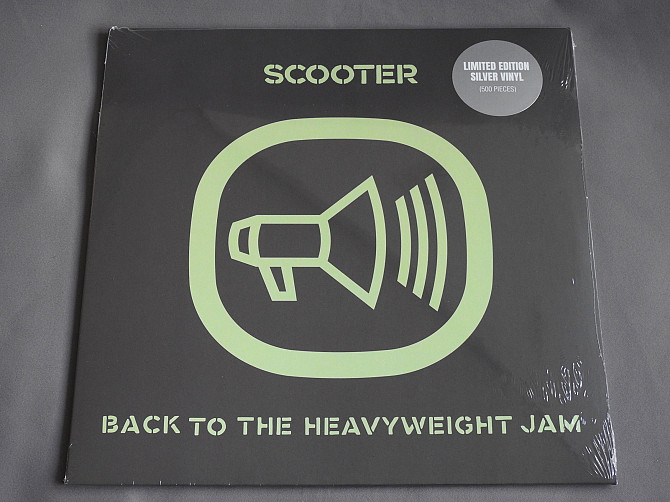 SCOOTER
LIMITED EDITION
SILVER VINYL
(500 PIECES)
BACK TO THE HEAVYWEIGHT JAM